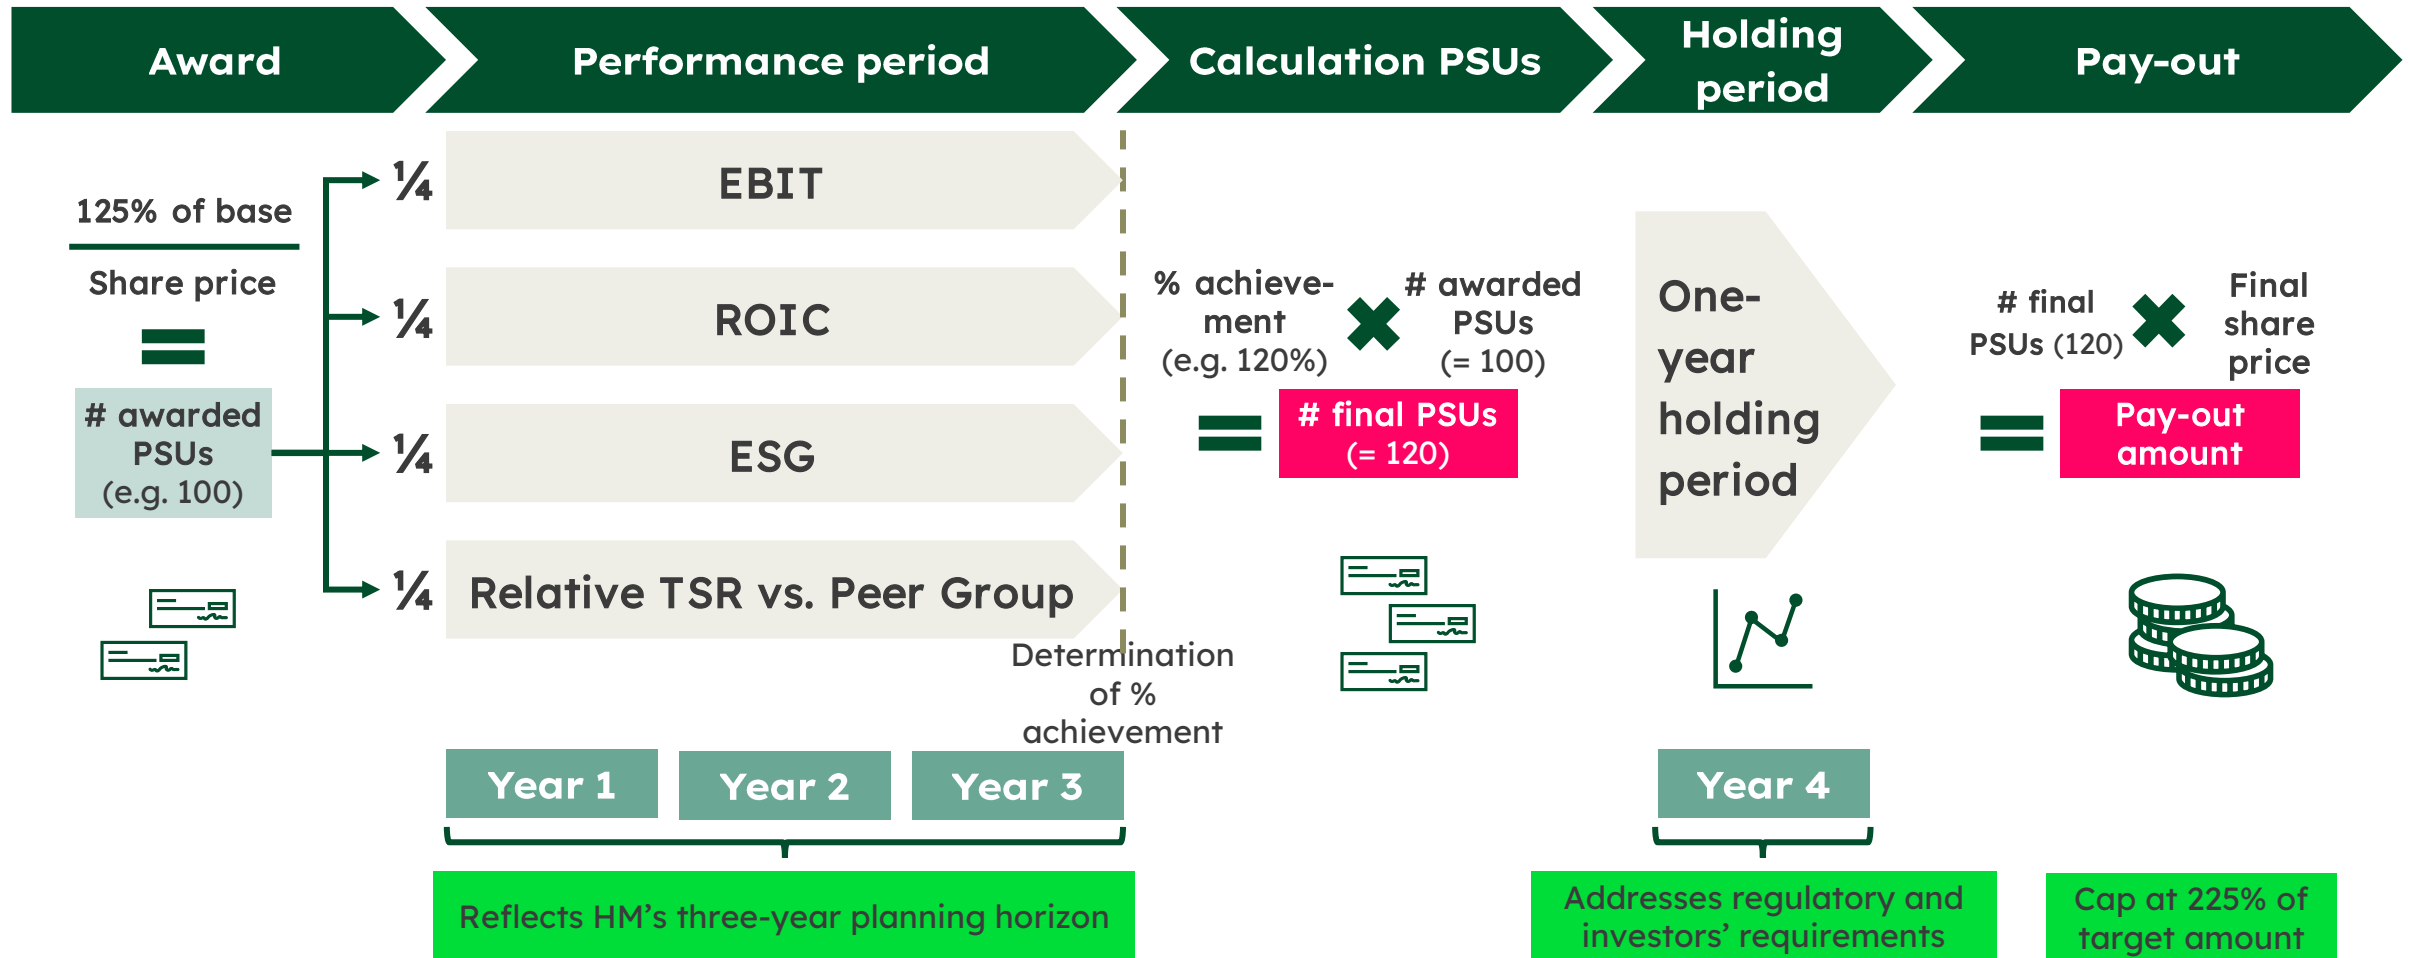 Award
Performance period
Calculation PSUs
Holding
period
Pay-out
125% of base
Share price
# awarded
PSUs
(e.g. 100)
¼
EBIT
¼
ROIC
¼
ESG
¼
Relative TSR vs. Peer Group
Determination
of %
achievement
% achieve-
ment
(e.g. 120%)
# awarded
PSUs
(= 100)
# final PSUs
(= 120)
One-
year
holding
period
# final
PSUs (120)
Final
share
price
Pay-out
amount
Year 1
Year 2
Year 3
Year 4
Reflects HM’s three-year planning horizon
Addresses regulatory and
investors’ requirements
Cap at 225% of
target amount